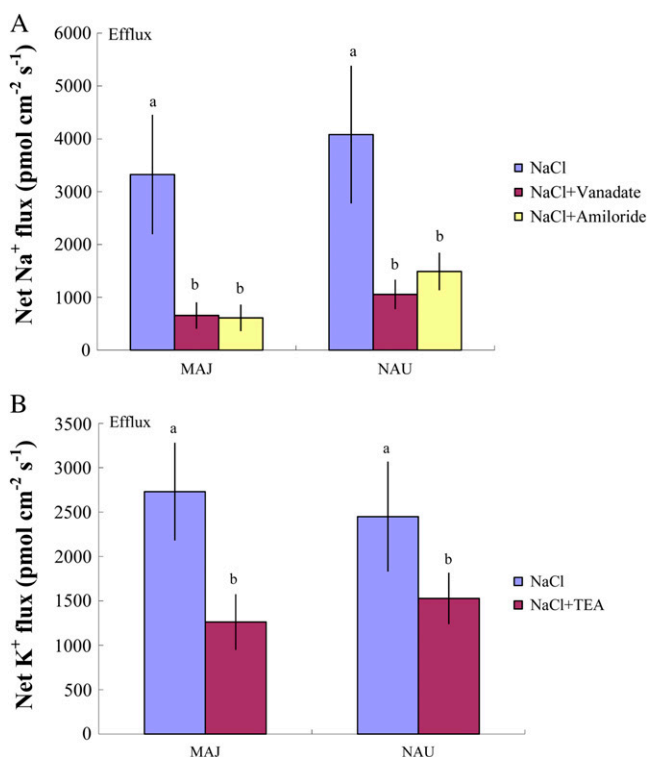 A
Efflux
Net Na⁺ flux (pmol cm⁻² s⁻¹)
6000
5000
4000
3000
2000
1000
0
a
b
b
a
b
b
MAJ
NAU
NaCl
NaCl+Vanadate
NaCl+Amiloride
B
Efflux
Net K⁺ flux (pmol cm⁻² s⁻¹)
3500
3000
2500
2000
1500
1000
500
0
a
b
a
b
MAJ
NAU
NaCl
NaCl+TEA